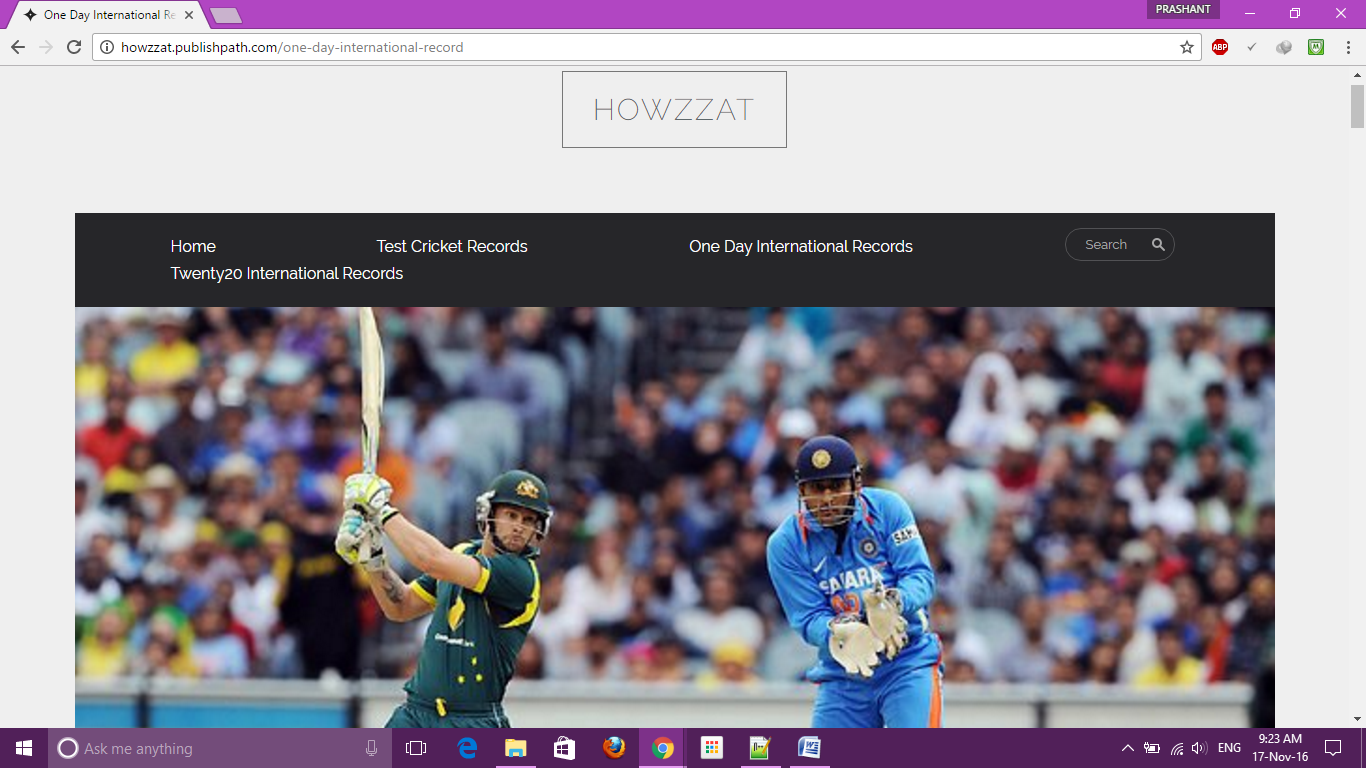 One Day International Re
PRASHANT
howzzat.publishpath.com/one-day-international-record
ABP
HOWZZAT
Home Test Cricket Records One Day International Records Search
Twenty20 International Records
SAHARA
Ask me anything
ENG
9:23 AM
17-Nov-16